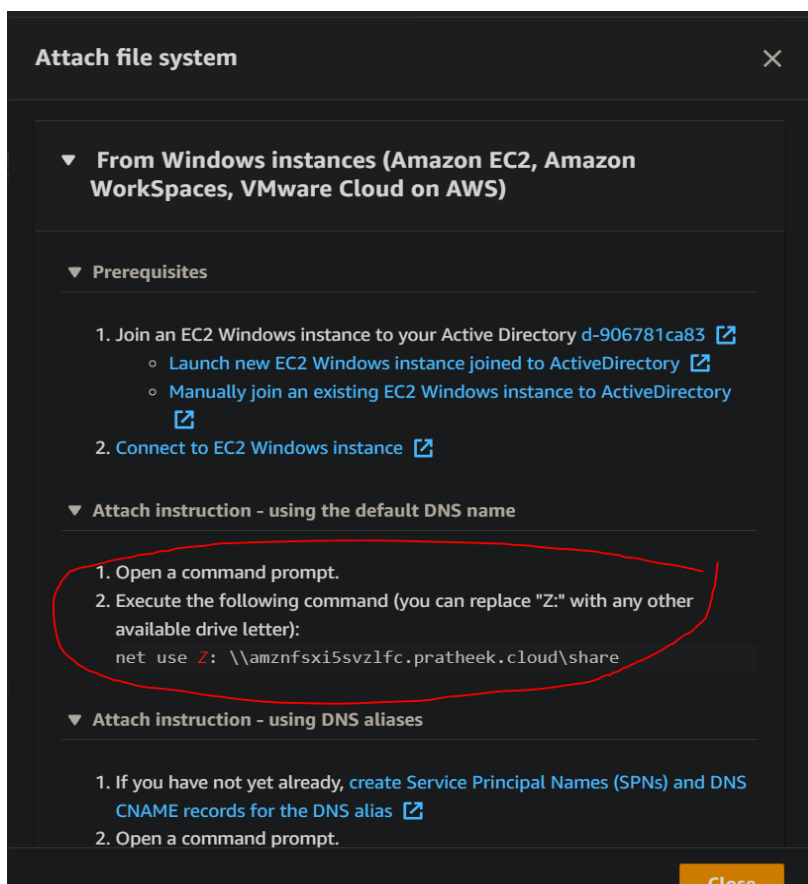 Attach file system
From Windows instances (Amazon EC2, Amazon
WorkSpaces, VMware Cloud on AWS)
Prerequisites
1. Join an EC2 Windows instance to your Active Directory d-906781ca83
Launch new EC2 Windows instance joined to ActiveDirectory
Manually join an existing EC2 Windows instance to ActiveDirectory
2. Connect to EC2 Windows instance
Attach instruction - using the default DNS name
1. Open a command prompt.
2. Execute the following command (you can replace "Z:" with any other
available drive letter):
net use Z: \\amznfsxi5svzlfc.pratheek.cloud\share
Attach instruction - using DNS aliases
1. If you have not yet already, create Service Principal Names (SPNs) and DNS
CNAME records for the DNS alias
2. Open a command prompt.
Close